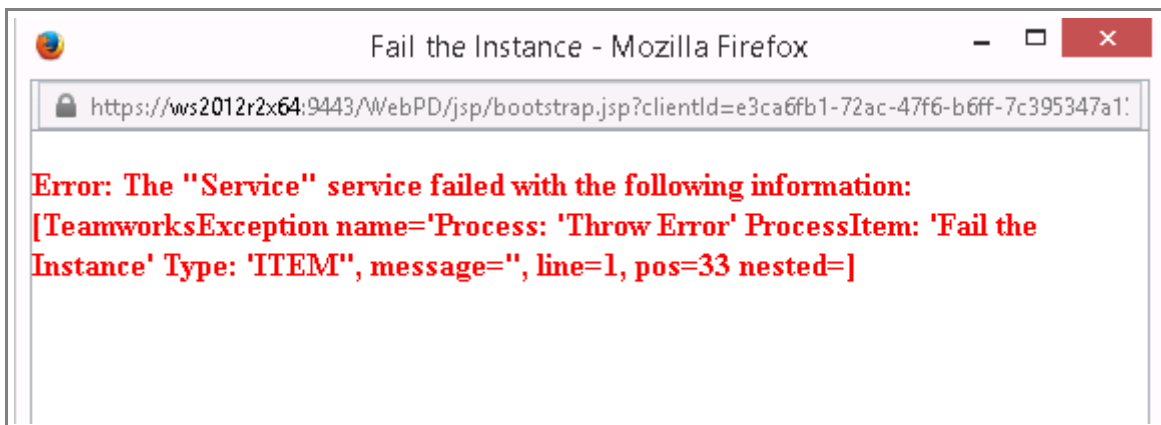 Fail the Instance - Mozilla Firefox
https://ws2012r2x64:9443/WebPD/jsp/bootstrap.jsp?clientId=e3ca6fb1-72ac-47f6-b6ff-7c395347a1
Error: The "Service" service failed with the following information:
[TeamworksException name='Process: 'Throw Error' ProcessItem: 'Fail the
Instance' Type: 'ITEM'', message='', line=1, pos=33 nested=]